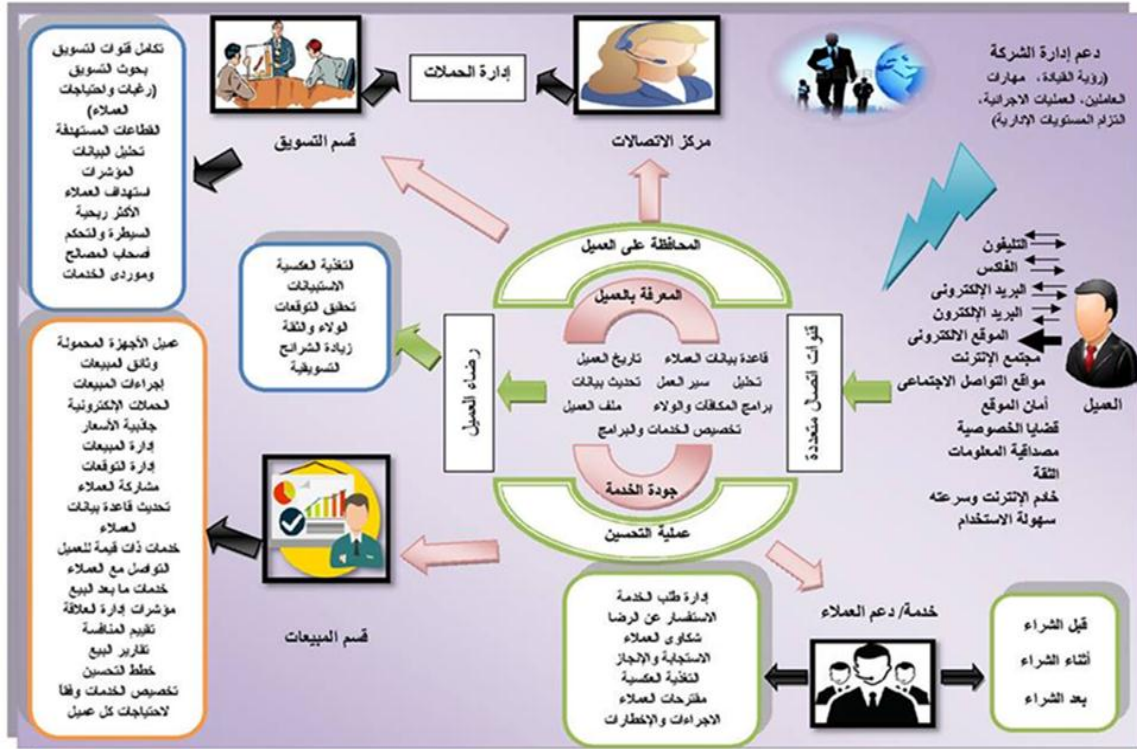 دعم إدارة الشركة
(رؤية القيادة، مهارات
العاملين، العمليات الاجرائية،
التزام المستويات الإدارية)
مركز الاتصالات
إدارة الحملات
قسم التسويق
تكامل قنوات التسويق
بحوث التسويق
(رغبات واحتياجات
العملاء)
القطاعات المستهدفة
تحليل البيانات
المؤشرات
استهداف العملاء
الأكثر ربحية
السيطرة والتحكم
أصحاب المصالح
وموردى الخدمات
التليفون
الفاكس
البريد الإلكترونى
البريد الإلكترون
الموقع الالكترونى
مجتمع الإنترنت
مواقع التواصل الاجتماعى
أمان الموقع
قضايا الخصوصية
مصداقية المعلومات
الثقة
خادم الإنترنت وسرعته
سهولة الاستخدام
العميل
قنوات اتصال متعددة
المحافظة على العميل
المعرفة بالعميل
قاعدة بيانات العملاء تاريخ العميل
تحليل سير العمل تحديث بيانات
برامج المكافآت والولاء ملف العميل
تخصيص الخدمات والبرامج
جودة الخدمة
عملية التحسين
رضاء العميل
التغذية العكسية
الاستبيانات
تحقيق التوقعات
الولاء والثقة
زيادة الشرائح
التسويقية
عميل الأجهزة المحمولة
وثائق المبيعات
إجراءات المبيعات
الحملات الإلكترونية
جاذبية الأسعار
إدارة المبيعات
إدارة التوقعات
مشاركة العملاء
تحديث قاعدة بيانات
العملاء
خدمات ذات قيمة للعميل
التواصل مع العملاء
خدمات ما بعد البيع
مؤشرات إدارة العلاقة
تقييم المنافسة
تقارير البيع
خطط التحسين
تخصيص الخدمات وفقاً
لاحتياجات كل عميل
قسم المبيعات
خدمة/ دعم العملاء
إدارة طلب الخدمة
الاستفسار عن الرضا
شكاوى العملاء
الاستجابة والإنجاز
التغذية العكسية
مقترحات العملاء
الاجراءات والإخطارات
قبل الشراء
أثناء الشراء
بعد الشراء